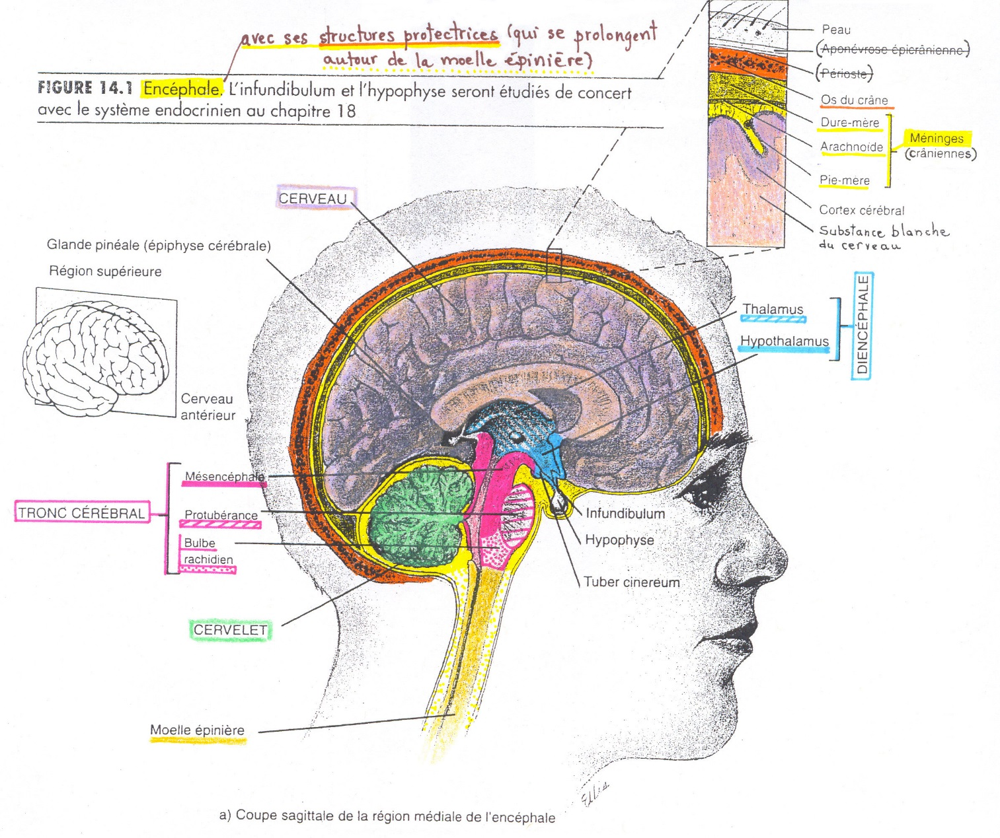 avec ses structures protectrices (qui se prolongent
autour de la moelle épinière)
FIGURE 14.1 Encéphale. L'infundibulum et l'hypophyse seront étudiés de concert
avec le système endocrinien au chapitre 18
Peau
(Aponévrose épicrânienne)
(Périoste)
Os du crâne
Dure-mère
Arachnoïde
Pie-mère
Méninges
(crâniennes)
Cortex cérébral
Substance blanche
du cerveau
CERVEAU
Glande pinéale (épiphyse cérébrale)
Région supérieure
Cerveau
antérieur
Thalamus
Hypothalamus
DIENCÉPHALE
TRONC CÉRÉBRAL
Mésencéphale
Protubérance
Bulbe
rachidien
Infundibulum
Hypophyse
Tuber cinereum
CERVELET
Moelle épinière
a) Coupe sagittale de la région médiale de l'encéphale